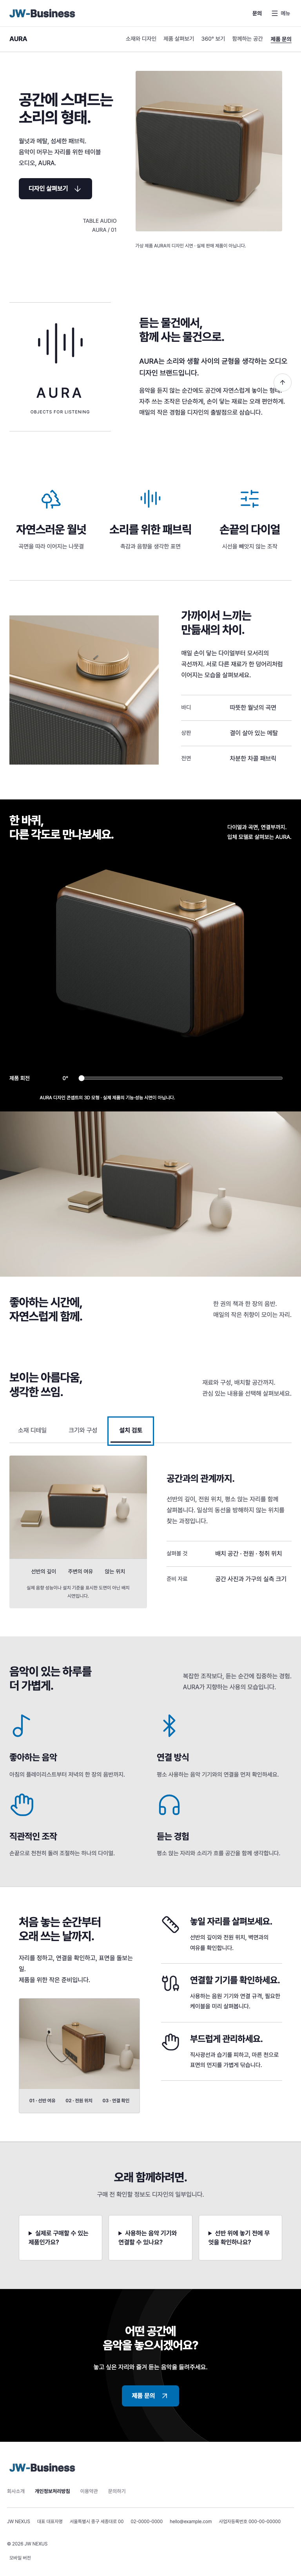 JW-Business
문의
메뉴
AURA
소재와 디자인
제품 살펴보기
360° 보기
함께하는 공간
제품 문의
공간에 스며드는
소리의 형태.
월넛과 메탈, 섬세한 패브릭.
음악이 머무는 자리를 위한 테이블
오디오, AURA.
디자인 살펴보기
TABLE AUDIO
AURA / 01
가상 제품 AURA의 디자인 시연 · 실제 판매 제품이 아닙니다.
AURA
OBJECTS FOR LISTENING
듣는 물건에서,
함께 사는 물건으로.
AURA는 소리와 생활 사이의 균형을 생각하는 오디오
디자인 브랜드입니다.
음악을 듣지 않는 순간에도 공간에 자연스럽게 놓이는 형태.
자주 쓰는 조작은 단순하게, 손이 닿는 재료는 오래 편안하게.
매일의 작은 경험을 디자인의 출발점으로 삼습니다.
자연스러운 월넛
곡면을 따라 이어지는 나뭇결
소리를 위한 패브릭
촉감과 음향을 생각한 표면
손끝의 다이얼
시선을 빼앗지 않는 조작
가까이서 느끼는
만듦새의 차이.
매일 손이 닿는 다이얼부터 모서리의
곡선까지. 서로 다른 재료가 한 덩어리처럼
이어지는 모습을 살펴보세요.
바디
따뜻한 월넛의 곡면
상판
결이 살아 있는 메탈
전면
차분한 차콜 패브릭
한 바퀴,
다른 각도로 만나보세요.
다이얼과 곡면, 연결부까지.
입체 모델로 살펴보는 AURA.
제품 회전
0°
AURA 디자인 콘셉트의 3D 모형 · 실제 제품의 기능·성능 시연이 아닙니다.
좋아하는 시간에,
자연스럽게 함께.
한 권의 책과 한 장의 음반.
매일의 작은 취향이 모이는 자리.
보이는 아름다움,
생각한 쓰임.
재료와 구성, 배치할 공간까지.
관심 있는 내용을 선택해 살펴보세요.
소재 디테일
크기와 구성
설치 검토
선반의 깊이
주변의 여유
앉는 위치
실제 음향 성능이나 설치 기준을 표시한 도면이 아닌 배치
시연입니다.
공간과의 관계까지.
선반의 깊이, 전원 위치, 평소 앉는 자리를 함께
살펴봅니다. 일상의 동선을 방해하지 않는 위치를
찾는 과정입니다.
살펴볼 것
배치 공간 · 전원 · 청취 위치
준비 자료
공간 사진과 가구의 실측 크기
음악이 있는 하루를
더 가볍게.
복잡한 조작보다, 듣는 순간에 집중하는 경험.
AURA가 지향하는 사용의 모습입니다.
좋아하는 음악
아침의 플레이리스트부터 저녁의 한 장의 음반까지.
연결 방식
평소 사용하는 음악 기기와의 연결을 먼저 확인하세요.
직관적인 조작
손끝으로 천천히 돌려 조절하는 하나의 다이얼.
듣는 경험
평소 앉는 자리와 소리가 흐를 공간을 함께 생각합니다.
처음 놓는 순간부터
오래 쓰는 날까지.
자리를 정하고, 연결을 확인하고, 표면을 돌보는
일.
제품을 위한 작은 준비입니다.
01 · 선반 여유
02 · 전원 위치
03 · 연결 확인
놓일 자리를 살펴보세요.
선반의 깊이와 전원 위치, 벽면과의
여유를 확인합니다.
연결할 기기를 확인하세요.
사용하는 음원 기기와 연결 규격, 필요한
케이블을 미리 살펴봅니다.
부드럽게 관리하세요.
직사광선과 습기를 피하고, 마른 천으로
표면의 먼지를 가볍게 닦습니다.
오래 함께하려면.
구매 전 확인할 정보도 디자인의 일부입니다.
실제로 구매할 수 있는
제품인가요?
사용하는 음악 기기와
연결할 수 있나요?
선반 위에 놓기 전에 무
엇을 확인하나요?
어떤 공간에
음악을 놓으시겠어요?
놓고 싶은 자리와 즐겨 듣는 음악을 들려주세요.
제품 문의
JW-Business
회사소개
개인정보처리방침
이용약관
문의하기
JW NEXUS
대표 대표자명
서울특별시 중구 세종대로 00
02-0000-0000
hello@example.com
사업자등록번호 000-00-00000
© 2026 JW NEXUS
모바일 버전